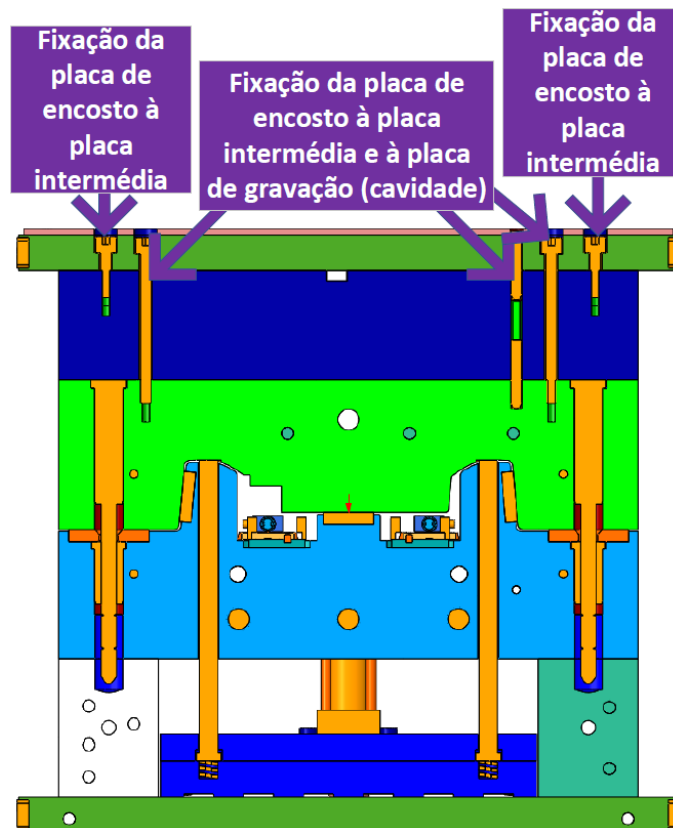 Fixação da
placa de
encosto à
placa
intermédia
Fixação da placa de
encosto à placa
intermédia e à placa
de gravação (cavidade)
Fixação da
placa de
encosto à
placa
intermédia